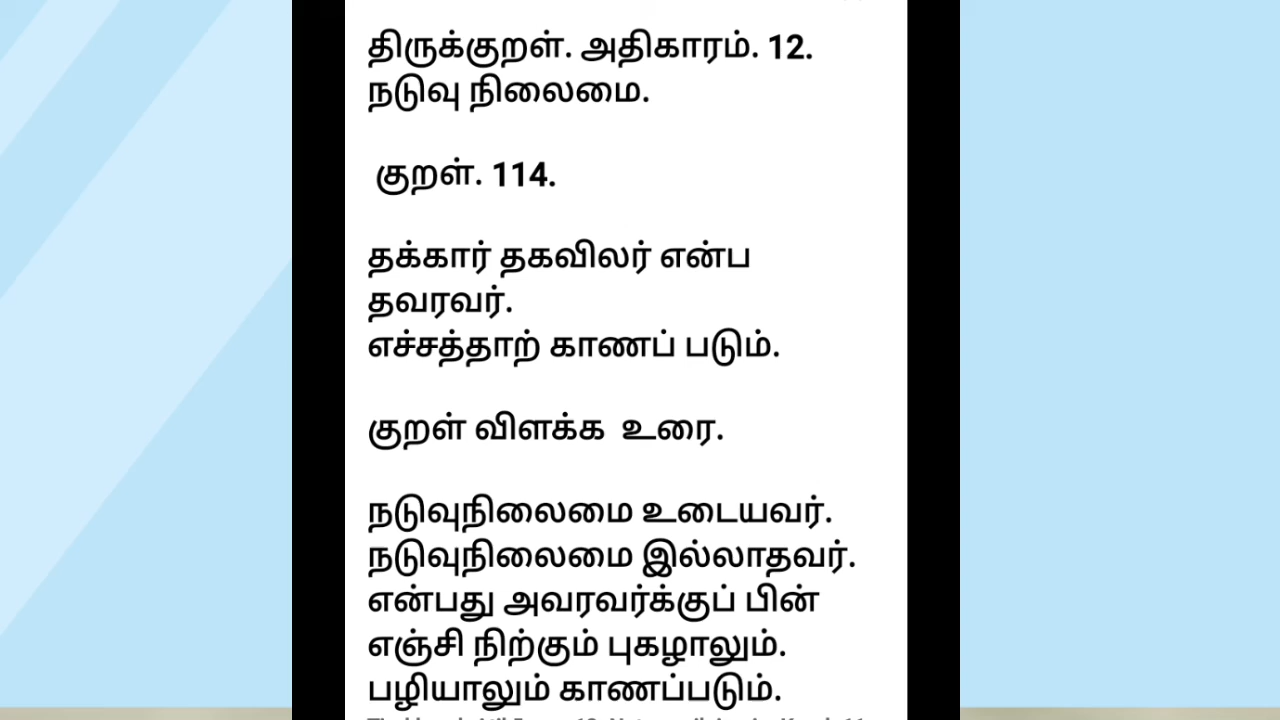 திருக்குறள். அதிகாரம். 12.
நடுவு நிலைமை.
குறள். 114.
தக்கார் தகவிலர் என்ப
தவரவர்.
எச்சத்தாற் காணப் படும்.
குறள் விளக்க உரை.
நடுவுநிலைமை உடையவர்.
நடுவுநிலைமை இல்லாதவர்.
என்பது அவரவர்க்குப் பின்
எஞ்சி நிற்கும் புகழாலும்.
பழியாலும் காணப்படும்.